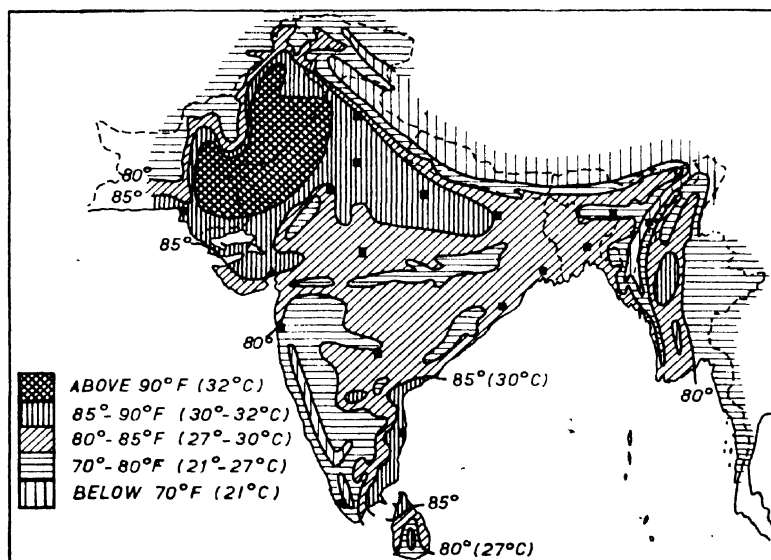 80°
85°
85°
80°
85° (30°C)
80°
85°
80° (27°C)
ABOVE 90°F (32°C)
85°-90°F (30°-32°C)
80°-85°F (27°-30°C)
70°-80°F (21°-27°C)
BELOW 70°F (21°C)